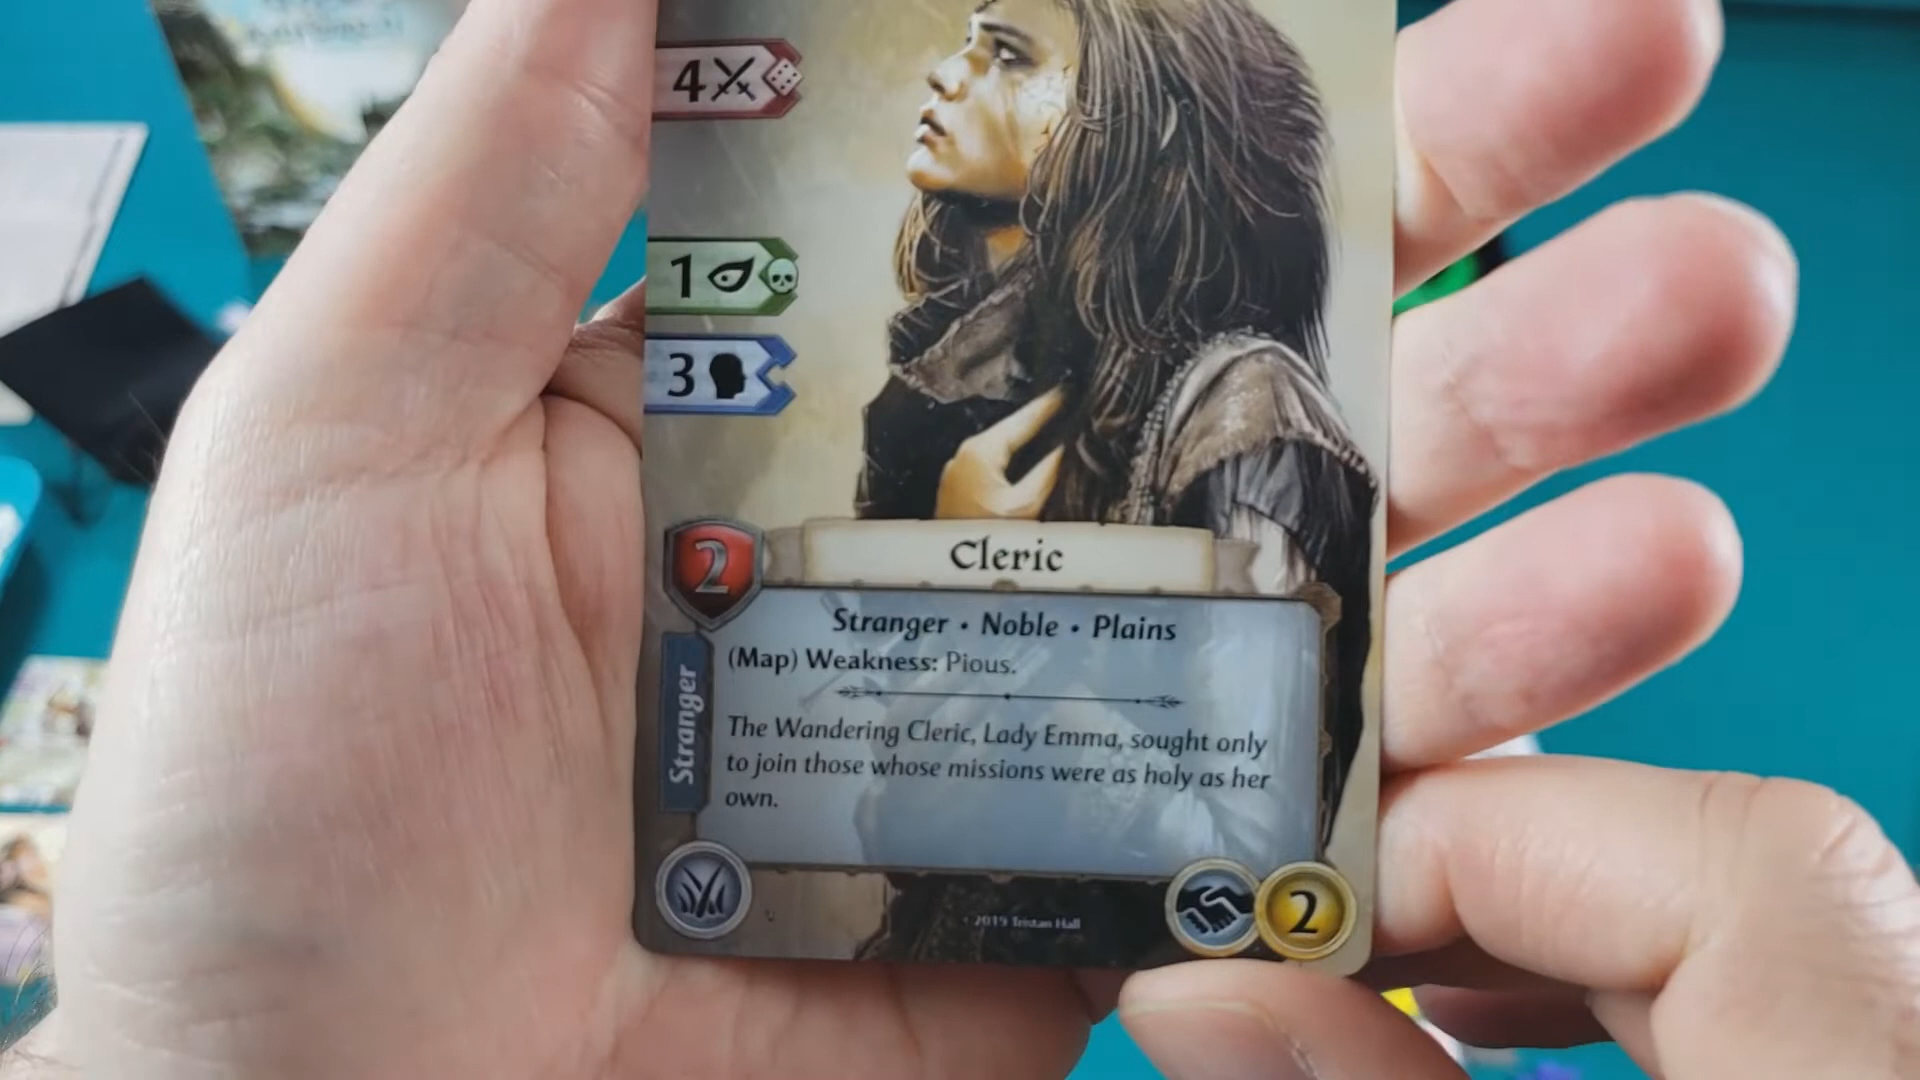 4
1
3
2
Cleric
Stranger • Noble • Plains
(Map) Weakness: Pious.
Stranger
The Wandering Cleric, Lady Emma, sought only
to join those whose missions were as holy as her
own.
© 2019 Tristan Hall
2